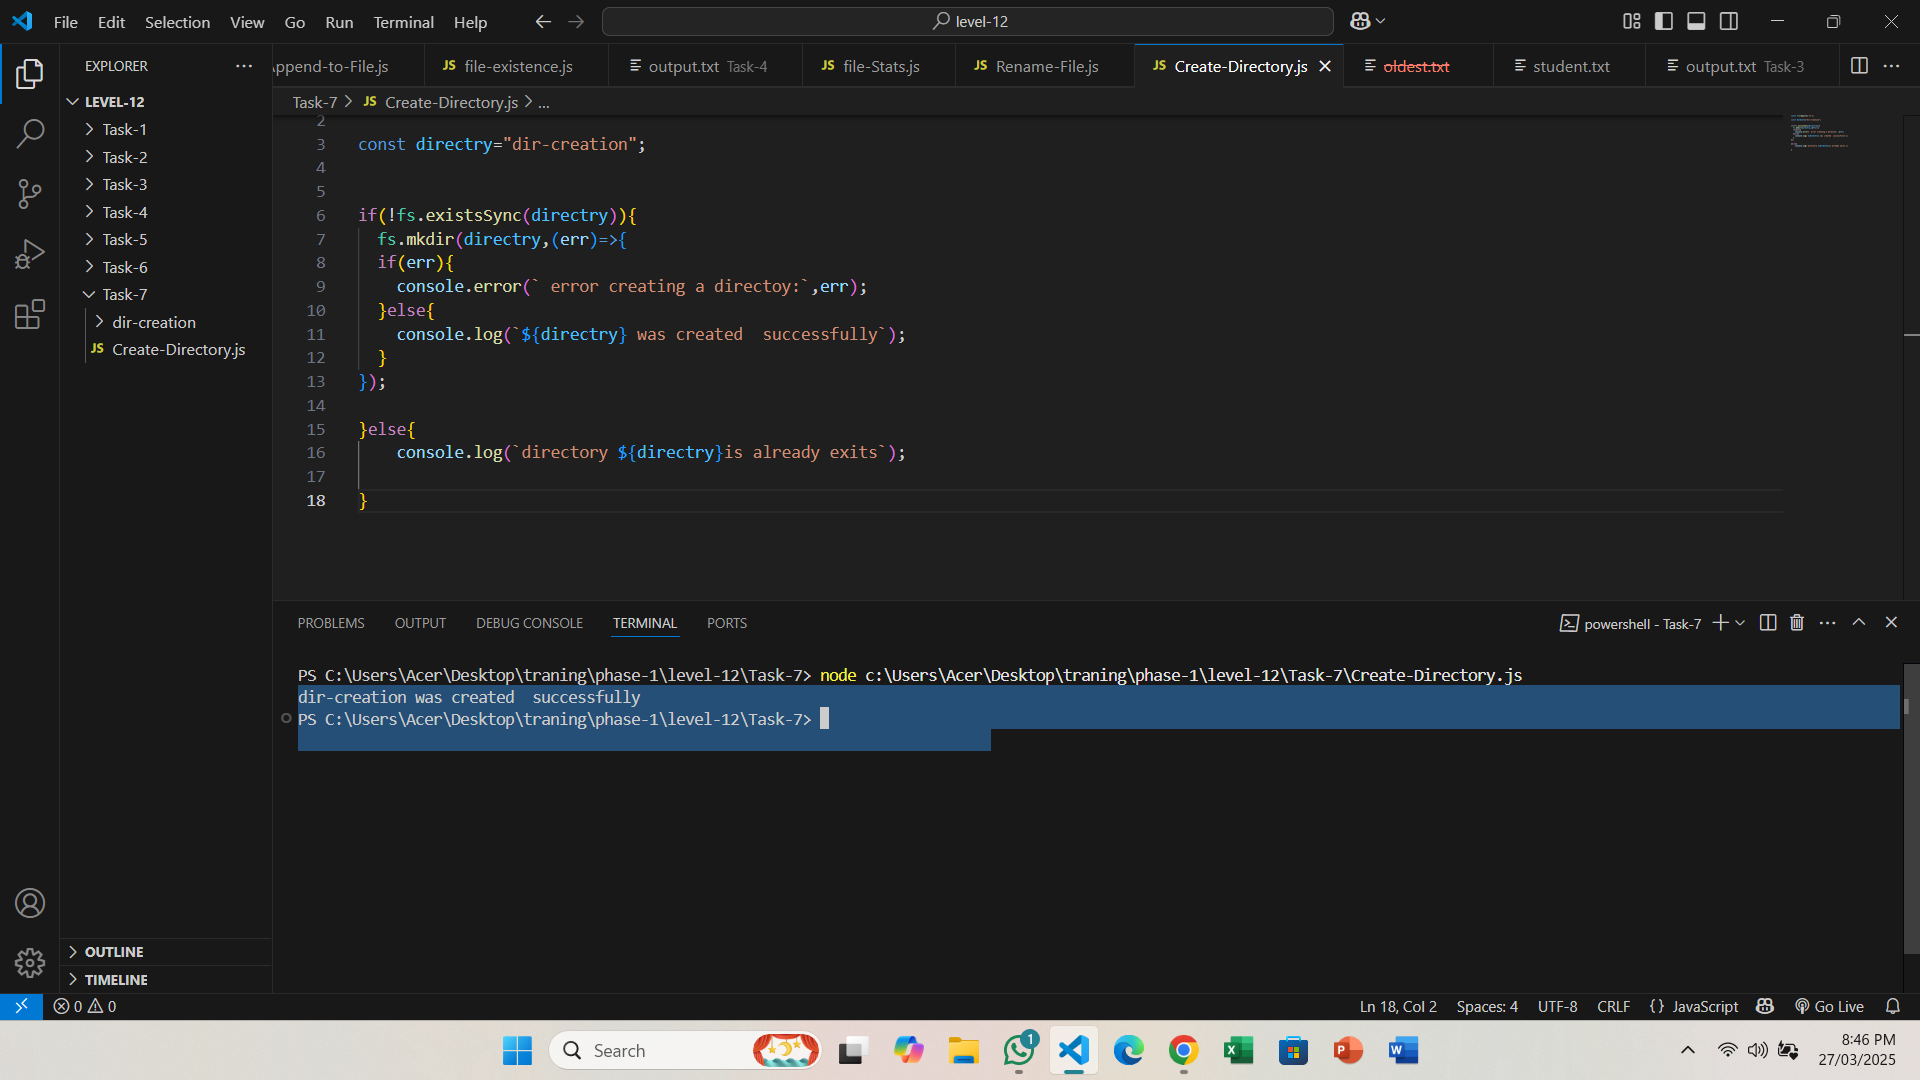 File Edit Selection View Go Run Terminal Help
level-12
EXPLORER
Append-to-File.js
file-existence.js
output.txt Task-4
file-Stats.js
Rename-File.js
Create-Directory.js
oldest.txt
student.txt
output.txt Task-3
Task-7 > JS Create-Directory.js > ...
LEVEL-12
Task-1
Task-2
Task-3
Task-4
Task-5
Task-6
Task-7
dir-creation
JS Create-Directory.js
2
3 const directry="dir-creation";
4
5
6 if(!fs.existsSync(directry)){
7 fs.mkdir(directry,(err)=>{
8 if(err){
9 console.error(` error creating a directoy:`,err);
10 }else{
11 console.log(`${directry} was created  successfully`);
12 }
13 });
14
15 }else{
16 console.log(`directory ${directry}is already exits`);
17
18 }
PROBLEMS OUTPUT DEBUG CONSOLE TERMINAL PORTS
powershell - Task-7
PS C:\Users\Acer\Desktop\traning\phase-1\level-12\Task-7> node c:\Users\Acer\Desktop\traning\phase-1\level-12\Task-7\Create-Directory.js
dir-creation was created  successfully
PS C:\Users\Acer\Desktop\traning\phase-1\level-12\Task-7>
OUTLINE
TIMELINE
0 0
Ln 18, Col 2 Spaces: 4 UTF-8 CRLF {} JavaScript Go Live
Search
1
8:46 PM
27/03/2025